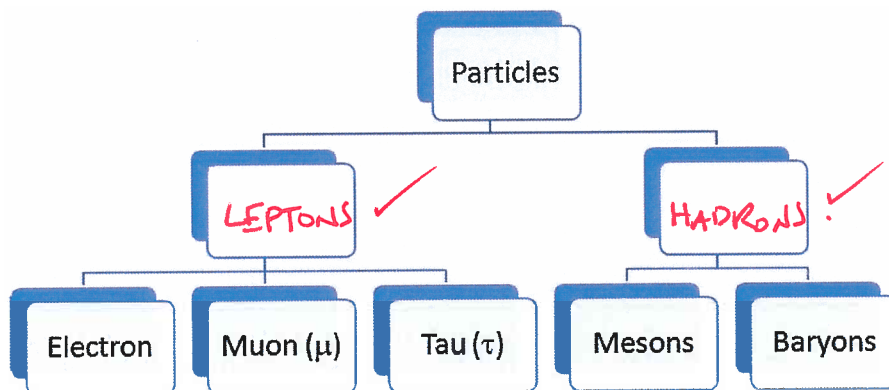 Particles
LEPTONS
HADRONS.
Electron
Muon (μ)
Tau (τ)
Mesons
Baryons